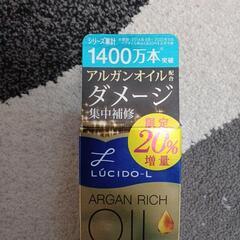 シリーズ累計
1400万本突破
アルガンオイル配合
ダメージ
集中補修
限定
20%
増量
LÚCIDO-L
ARGAN RICH
OIL